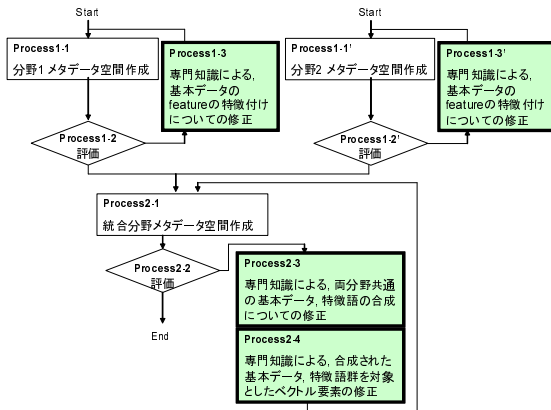 Start
Process1-1
分野1 メタデータ空間作成
Process1-3
専門知識による,
基本データの
featureの特徴付け
についての修正
Process1-2
評価
Start
Process1-1'
分野2 メタデータ空間作成
Process1-3'
専門知識による,
基本データの
featureの特徴付け
についての修正
Process1-2'
評価
Process2-1
統合分野メタデータ空間作成
Process2-2
評価
End
Process2-3
専門知識による, 両分野共通
の基本データ, 特徴語の合成
についての修正
Process2-4
専門知識による, 合成された
基本データ, 特徴語群を対象
としたベクトル要素の修正